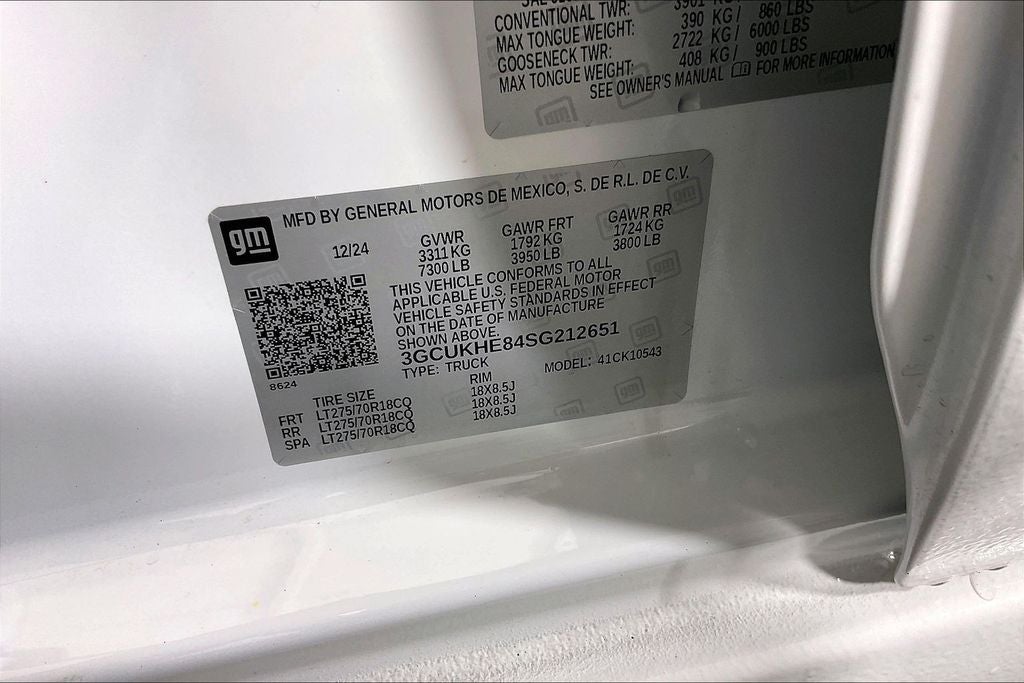 CONVENTIONAL TWR: 3901 KG / 8600 LBS
MAX TONGUE WEIGHT: 390 KG / 860 LBS
GOOSENECK TWR: 2722 KG / 6000 LBS
MAX TONGUE WEIGHT: 408 KG / 900 LBS
SEE OWNER'S MANUAL FOR MORE INFORMATION
gm
MFD BY GENERAL MOTORS DE MEXICO, S. DE R.L. DE C.V.
12/24 GVWR GAWR FRT GAWR RR
3311 KG 1792 KG 1724 KG
7300 LB 3950 LB 3800 LB
THIS VEHICLE CONFORMS TO ALL
APPLICABLE U.S. FEDERAL MOTOR
VEHICLE SAFETY STANDARDS IN EFFECT
ON THE DATE OF MANUFACTURE
SHOWN ABOVE.
3GCUKHE84SG212651
TYPE: TRUCK MODEL: 41CK10543
8624
TIRE SIZE RIM
FRT LT275/70R18CQ 18X8.5J
RR LT275/70R18CQ 18X8.5J
SPA LT275/70R18CQ 18X8.5J